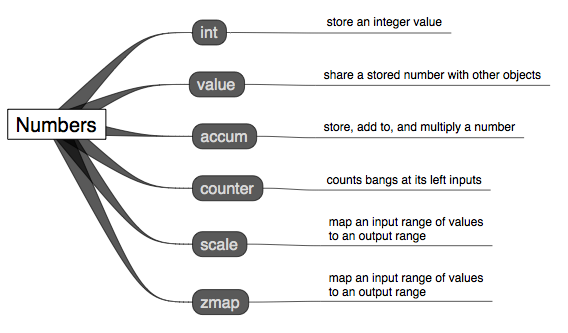 Numbers
int
store an integer value
value
share a stored number with other objects
accum
store, add to, and multiply a number
counter
counts bangs at its left inputs
scale
map an input range of values
to an output range
zmap
map an input range of values
to an output range